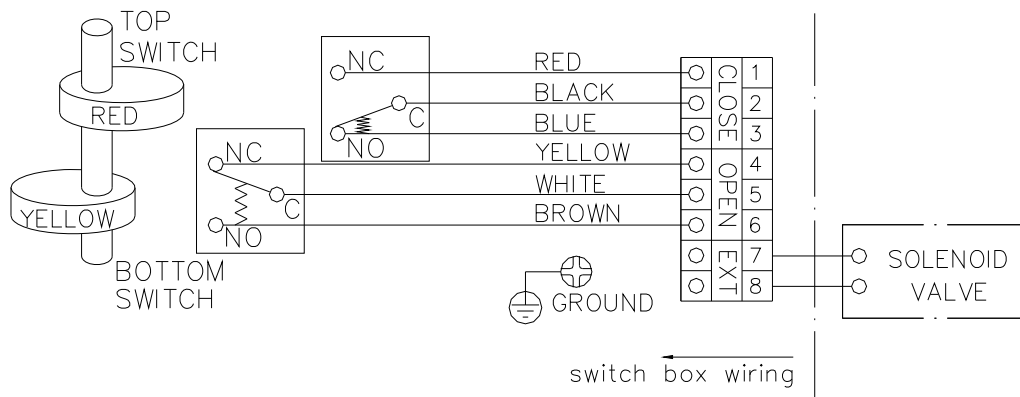 TOP
SWITCH
RED
YELLOW
BOTTOM
SWITCH
NC
C
NO
NC
C
NO
RED
BLACK
BLUE
YELLOW
WHITE
BROWN
GROUND
CLOSE
OPEN
EXT
1
2
3
4
5
6
7
8
SOLENOID
VALVE
switch box wiring